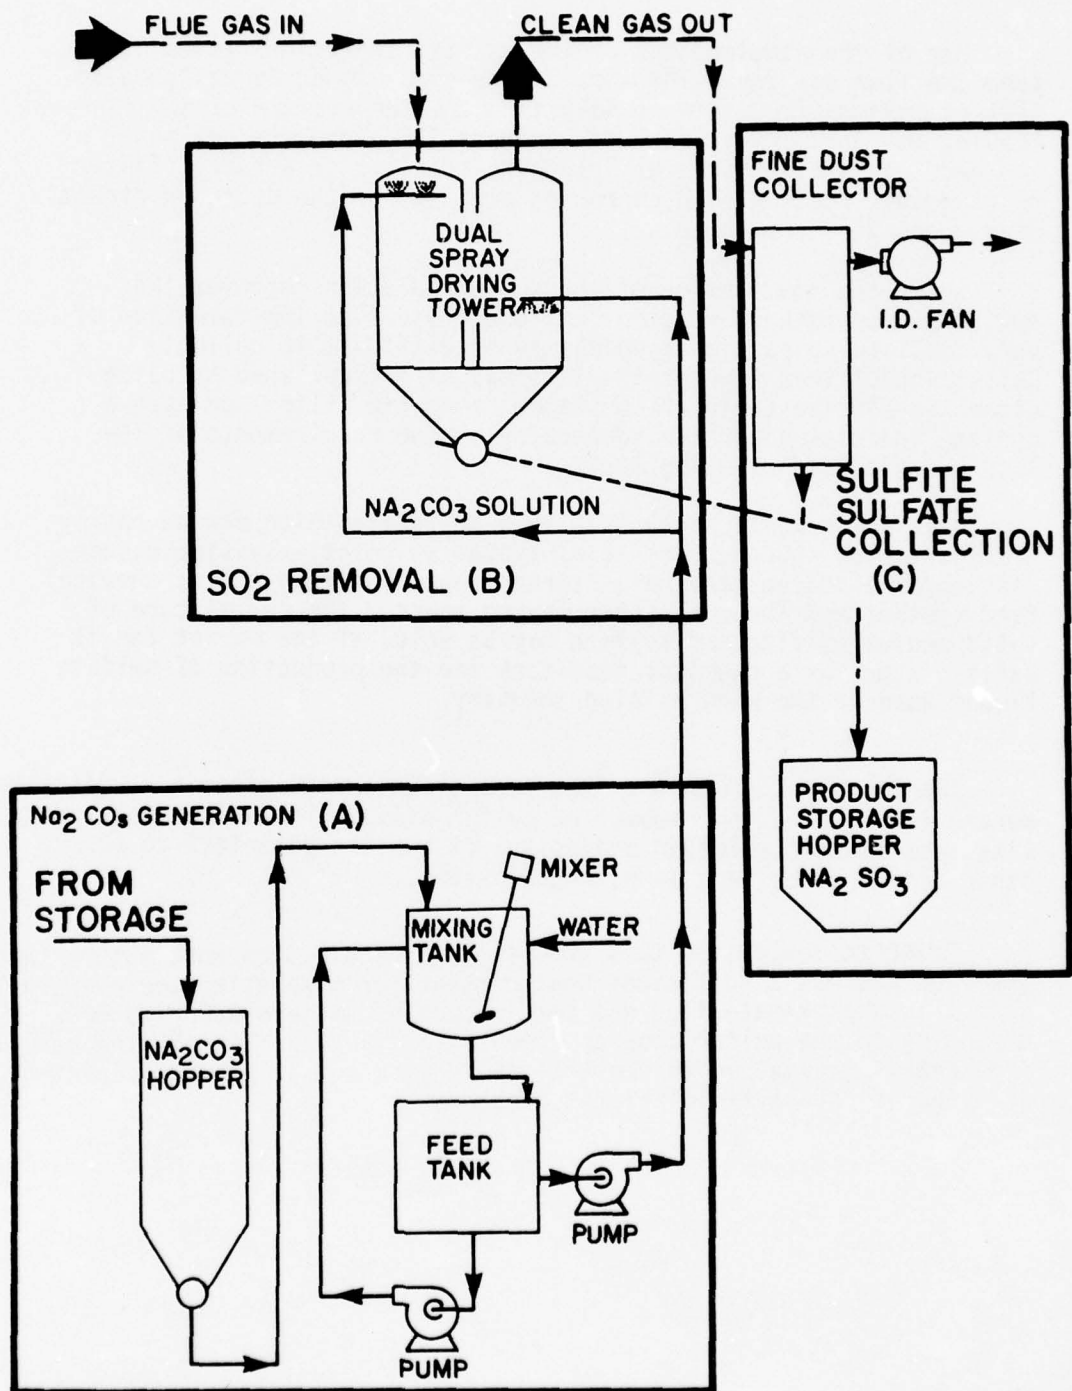 FLUE GAS IN
CLEAN GAS OUT
FINE DUST
COLLECTOR
DUAL
SPRAY
DRYING
TOWER
I.D. FAN
SULFITE
SULFATE
COLLECTION
(C)
NA2CO3 SOLUTION
SO2 REMOVAL (B)
PRODUCT
STORAGE
HOPPER
NA2 SO3
Na2 COs GENERATION (A)
FROM
STORAGE
MIXER
MIXING
TANK
WATER
NA2CO3
HOPPER
FEED
TANK
PUMP
PUMP